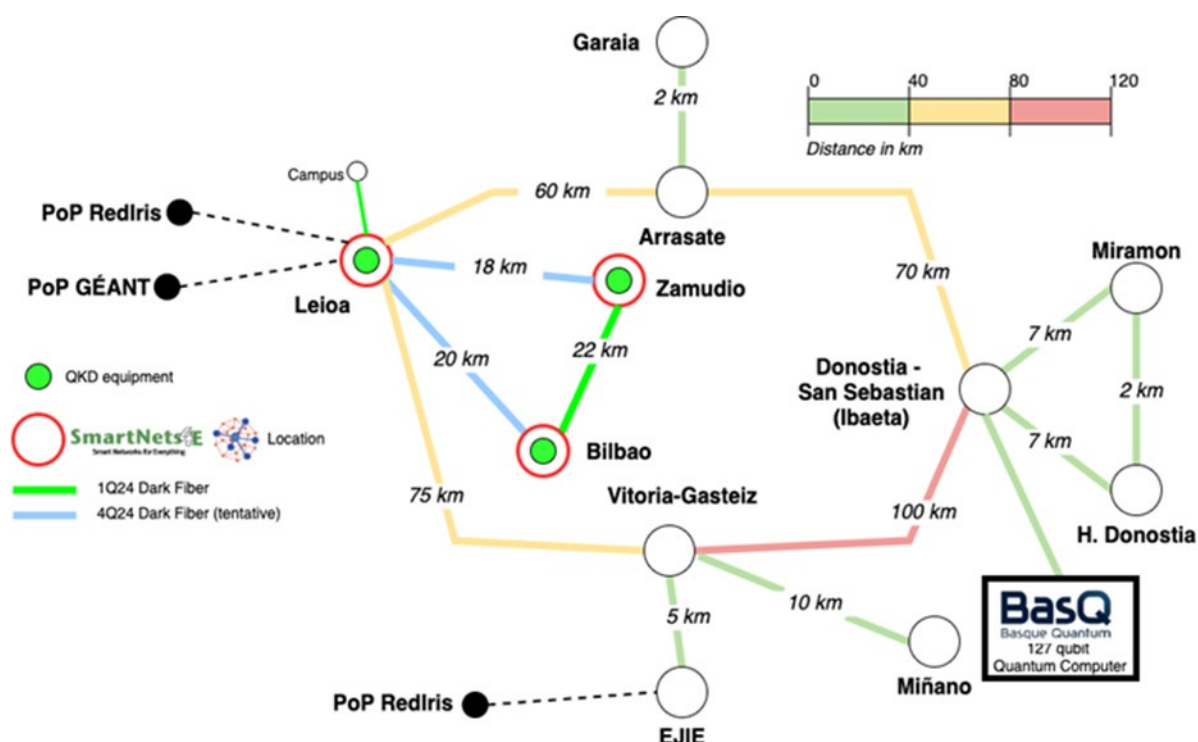 Garaia
2 km
0 40 80 120
Distance in km
Campus
PoP RedIris
60 km
Arrasate
Miramon
PoP GÉANT
Leioa
18 km
Zamudio
70 km
7 km
20 km
22 km
Donostia -
San Sebastian
(Ibaeta)
2 km
QKD equipment
SmartNets4E
Smart Networks for Everything
Location
Bilbao
7 km
1Q24 Dark Fiber
4Q24 Dark Fiber (tentative)
75 km
Vitoria-Gasteiz
100 km
H. Donostia
5 km
10 km
BasQ
Basque Quantum
127 qubit
Quantum Computer
Miñano
PoP RedIris
EJIE